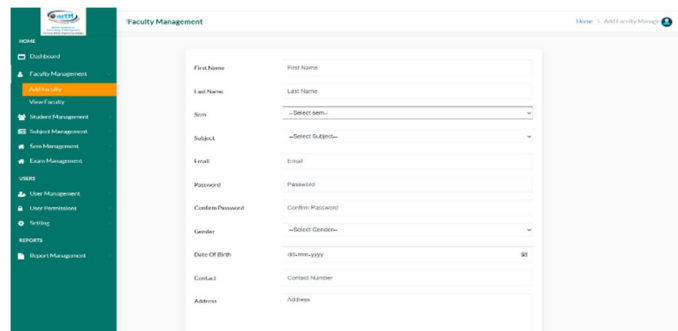 Faculty Management
Home > Add Faculty Manage
HOME
Dashboard
Faculty Management
Add Faculty
View Faculty
Student Management
Subject Management
Sem Management
Exam Management
USERS
User Management
User Permissions
Setting
REPORTS
Report Management
First Name First Name
Last Name Last Name
Sem --Select sem--
Subject --Select Subject--
Email Email
Password Password
Confirm Password Confirm Password
Gender --Select Gender--
Date Of Birth dd-mm-yyyy
Contact Contact Number
Address Address